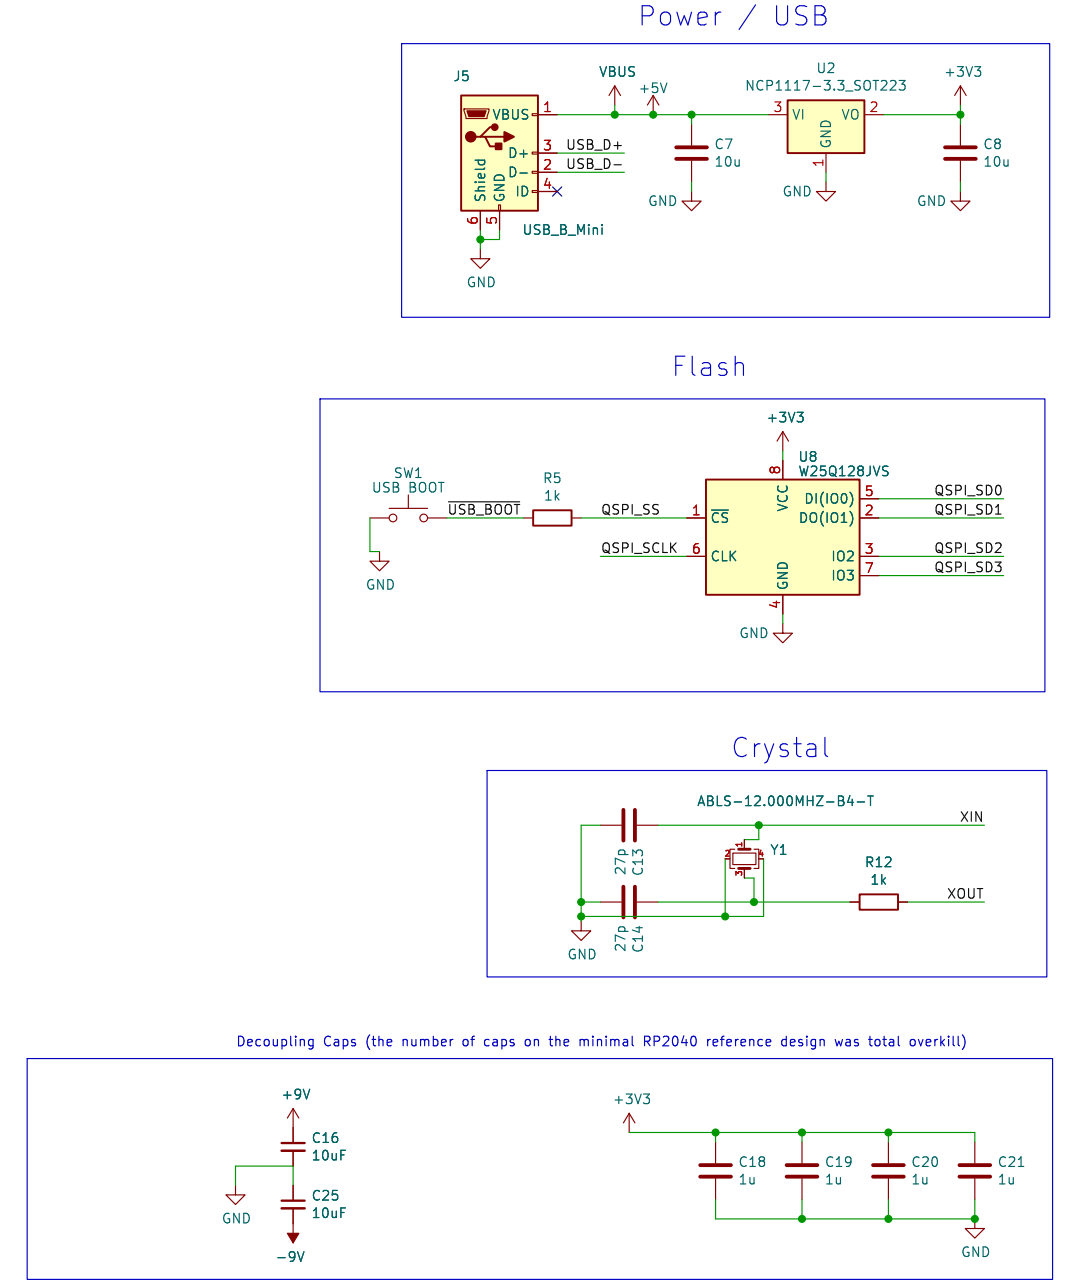 Power / USB
J5
VBUS
+5V
U2
NCP1117-3.3_SOT223
+3V3
VBUS
1
3
VI
VO
2
GND
1
USB_D+
USB_D-
D+
3
D-
2
ID
4
Shield
GND
6
5
C7
10u
C8
10u
GND
GND
GND
USB_B_Mini
GND
Flash
+3V3
U8
W25Q128JVS
8
VCC
SW1
USB BOOT
R5
1k
USB_BOOT
QSPI_SS
1
CS
DI(IO0)
5
QSPI_SD0
DO(IO1)
2
QSPI_SD1
QSPI_SCLK
6
CLK
IO2
3
QSPI_SD2
IO3
7
QSPI_SD3
GND
4
GND
GND
Crystal
ABLS-12.000MHZ-B4-T
XIN
27p
C13
1
2
4
3
Y1
R12
1k
XOUT
27p
C14
GND
Decoupling Caps (the number of caps on the minimal RP2040 reference design was total overkill)
+9V
C16
10uF
C25
10uF
GND
-9V
+3V3
C18
1u
C19
1u
C20
1u
C21
1u
GND